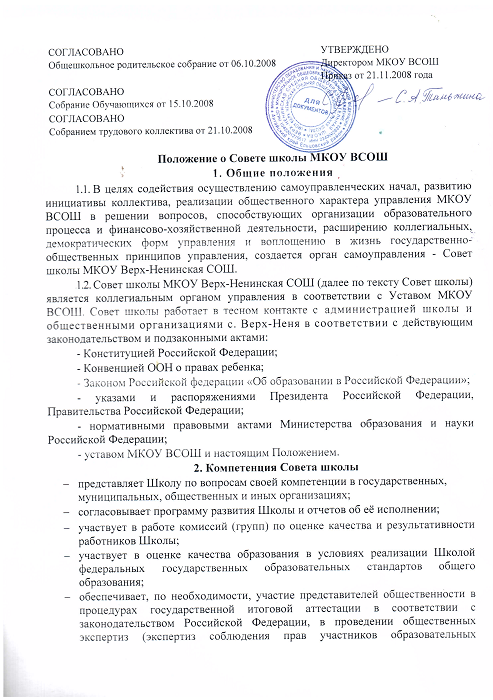 СОГЛАСОВАНО
Общешкольное родительское собрание от 06.10.2008
УТВЕРЖДЕНО
Директором МКОУ ВСОШ
Приказ от 21.11.2008 года
СОГЛАСОВАНО
Собрание Обучающихся от 15.10.2008
СОГЛАСОВАНО
Собранием трудового коллектива от 21.10.2008
для документов
Положение о Совете школы МКОУ ВСОШ
1. Общие положения
1.1. В целях содействия осуществлению самоуправленческих начал, развитию
инициативы коллектива, реализации общественного характера управления МКОУ
ВСОШ в решении вопросов, способствующих организации образовательного
процесса и финансово-хозяйственной деятельности, расширению коллегиальных,
демократических форм управления и воплощению в жизнь государственно-
общественных принципов управления, создается орган самоуправления - Совет
школы МКОУ Верх-Ненинская СОШ.
1.2. Совет школы МКОУ Верх-Ненинская СОШ (далее по тексту Совет школы)
является коллегиальным органом управления в соответствии с Уставом МКОУ
ВСОШ. Совет школы работает в тесном контакте с администрацией школы и
общественными организациями с. Верх-Неня в соответствии с действующим
законодательством и подзаконными актами:
- Конституцией Российской Федерации;
- Конвенцией ООН о правах ребенка;
- Законом Российской федерации «Об образовании в Российской Федерации»;
- указами и распоряжениями Президента Российской Федерации,
Правительства Российской Федерации;
- нормативными правовыми актами Министерства образования и науки
Российской Федерации;
- уставом МКОУ ВСОШ и настоящим Положением.
2. Компетенция Совета школы
– представляет Школу по вопросам своей компетенции в государственных,
муниципальных, общественных и иных организациях;
– согласовывает программу развития Школы и отчетов об её исполнении;
– участвует в работе комиссий (групп) по оценке качества и результативности
работников Школы;
– участвует в оценке качества образования в условиях реализации Школой
федеральных государственных образовательных стандартов общего
образования;
– обеспечивает, по необходимости, участие представителей общественности в
процедурах государственной итоговой аттестации в соответствии с
законодательством Российской Федерации, в проведении общественных
экспертиз (экспертиз соблюдения прав участников образовательных